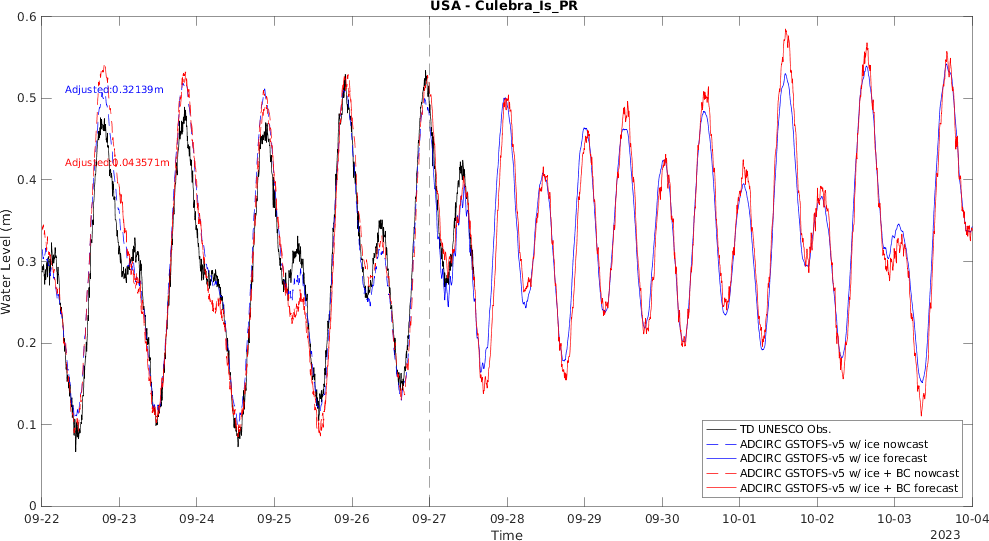 USA - Culebra_Is_PR
0.6
0.5
0.4
0.3
0.2
0.1
0
Water Level (m)
Adjusted:0.32139m
Adjusted:0.043571m
TD UNESCO Obs.
ADCIRC GSTOFS-v5 w/ ice nowcast
ADCIRC GSTOFS-v5 w/ ice forecast
ADCIRC GSTOFS-v5 w/ ice + BC nowcast
ADCIRC GSTOFS-v5 w/ ice + BC forecast
09-22 09-23 09-24 09-25 09-26 09-27 09-28 09-29 09-30 10-01 10-02 10-03 10-04
Time
2023